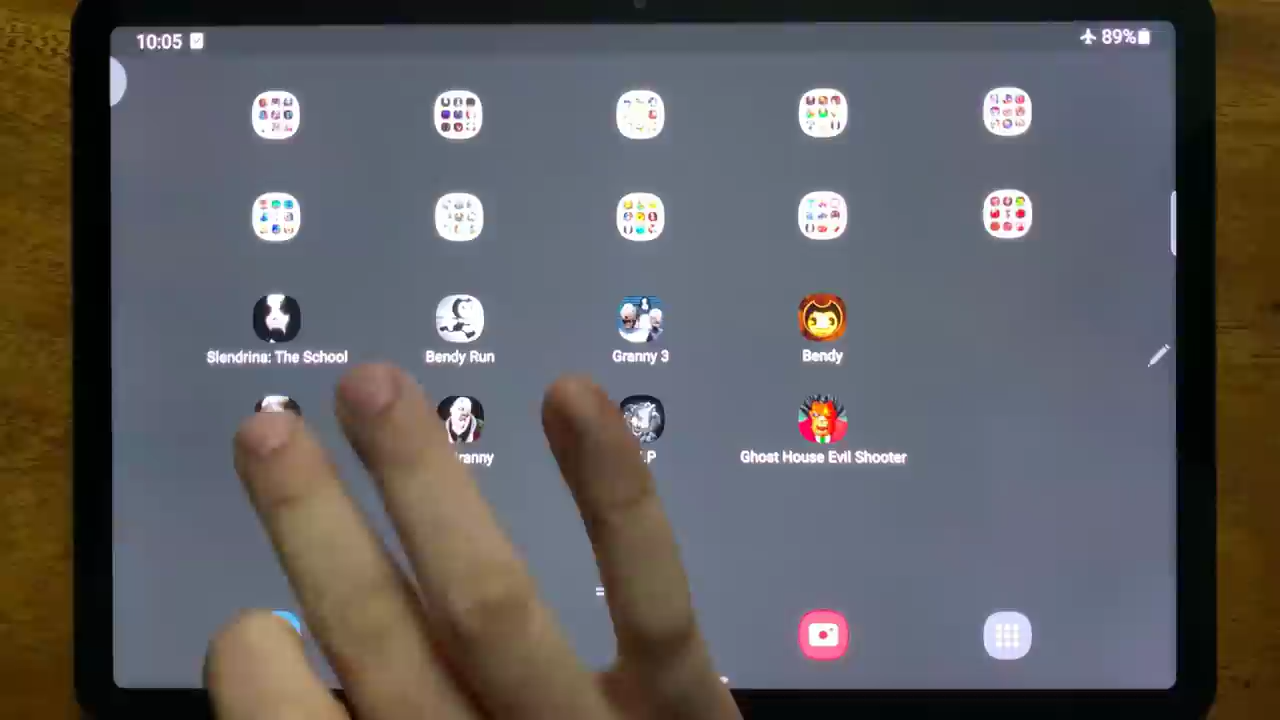 10:05
89%
Slendrina: The School
Bendy Run
Granny 3
Bendy
Ghost House Evil Shooter